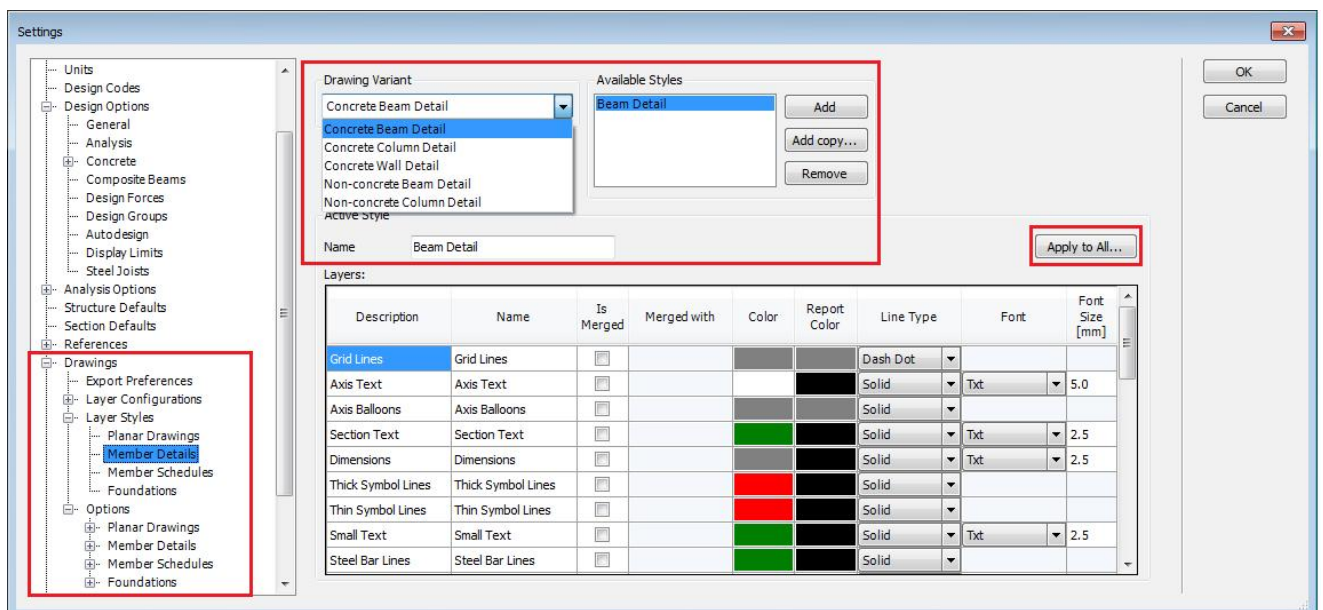 Settings
Units
Design Codes
Design Options
General
Analysis
Concrete
Composite Beams
Design Forces
Design Groups
Autodesign
Display Limits
Steel Joists
Analysis Options
Structure Defaults
Section Defaults
References
Drawings
Export Preferences
Layer Configurations
Layer Styles
Planar Drawings
Member Details
Member Schedules
Foundations
Options
Planar Drawings
Member Details
Member Schedules
Foundations
Drawing Variant
Concrete Beam Detail
Concrete Beam Detail
Concrete Column Detail
Concrete Wall Detail
Non-concrete Beam Detail
Non-concrete Column Detail
Available Styles
Beam Detail
Add
Add copy...
Remove
OK
Cancel
Active Style
Name Beam Detail
Apply to All...
Layers:
Description Name Is Merged Merged with Color Report Color Line Type Font Font Size [mm]
Grid Lines Grid Lines Dash Dot
Axis Text Axis Text Solid Txt 5.0
Axis Balloons Axis Balloons Solid
Section Text Section Text Solid Txt 2.5
Dimensions Dimensions Solid Txt 2.5
Thick Symbol Lines Thick Symbol Lines Solid
Thin Symbol Lines Thin Symbol Lines Solid
Small Text Small Text Solid Txt 2.5
Steel Bar Lines Steel Bar Lines Solid